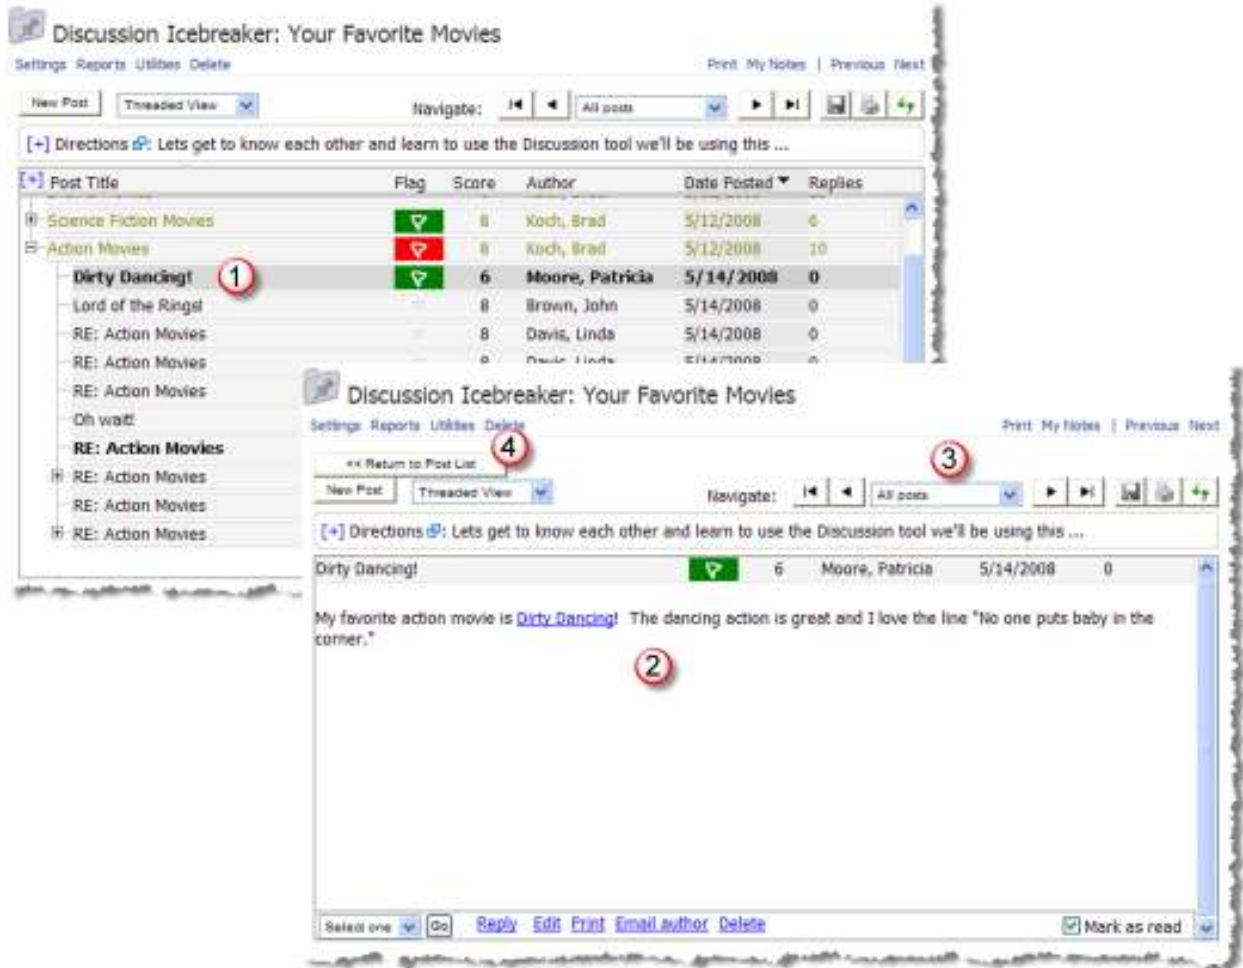 Discussion Icebreaker: Your Favorite Movies
Settings Reports Utilities Delete Print My Notes | Previous Next
New Post Threaded View Navigate: All posts
[+] Directions : Lets get to know each other and learn to use the Discussion tool we'll be using this ...
[+] Post Title Flag Score Author Date Posted Replies
Science Fiction Movies 8 Koch, Brad 5/12/2008 6
Action Movies 8 Koch, Brad 5/12/2008 10
Dirty Dancing! 1 6 Moore, Patricia 5/14/2008 0
Lord of the Rings! 8 Brown, John 5/14/2008 0
RE: Action Movies 8 Davis, Linda 5/14/2008 0
RE: Action Movies
RE: Action Movies
Oh wait!
RE: Action Movies
RE: Action Movies
RE: Action Movies
RE: Action Movies
Discussion Icebreaker: Your Favorite Movies
Settings Reports Utilities Delete Print My Notes | Previous Next
<< Return to Post List 4 3
New Post Threaded View Navigate: All posts
[+] Directions : Lets get to know each other and learn to use the Discussion tool we'll be using this ...
Dirty Dancing! 6 Moore, Patricia 5/14/2008 0
My favorite action movie is Dirty Dancing! The dancing action is great and I love the line "No one puts baby in the
corner."
2
Select one Go Reply Edit Print Email author Delete Mark as read